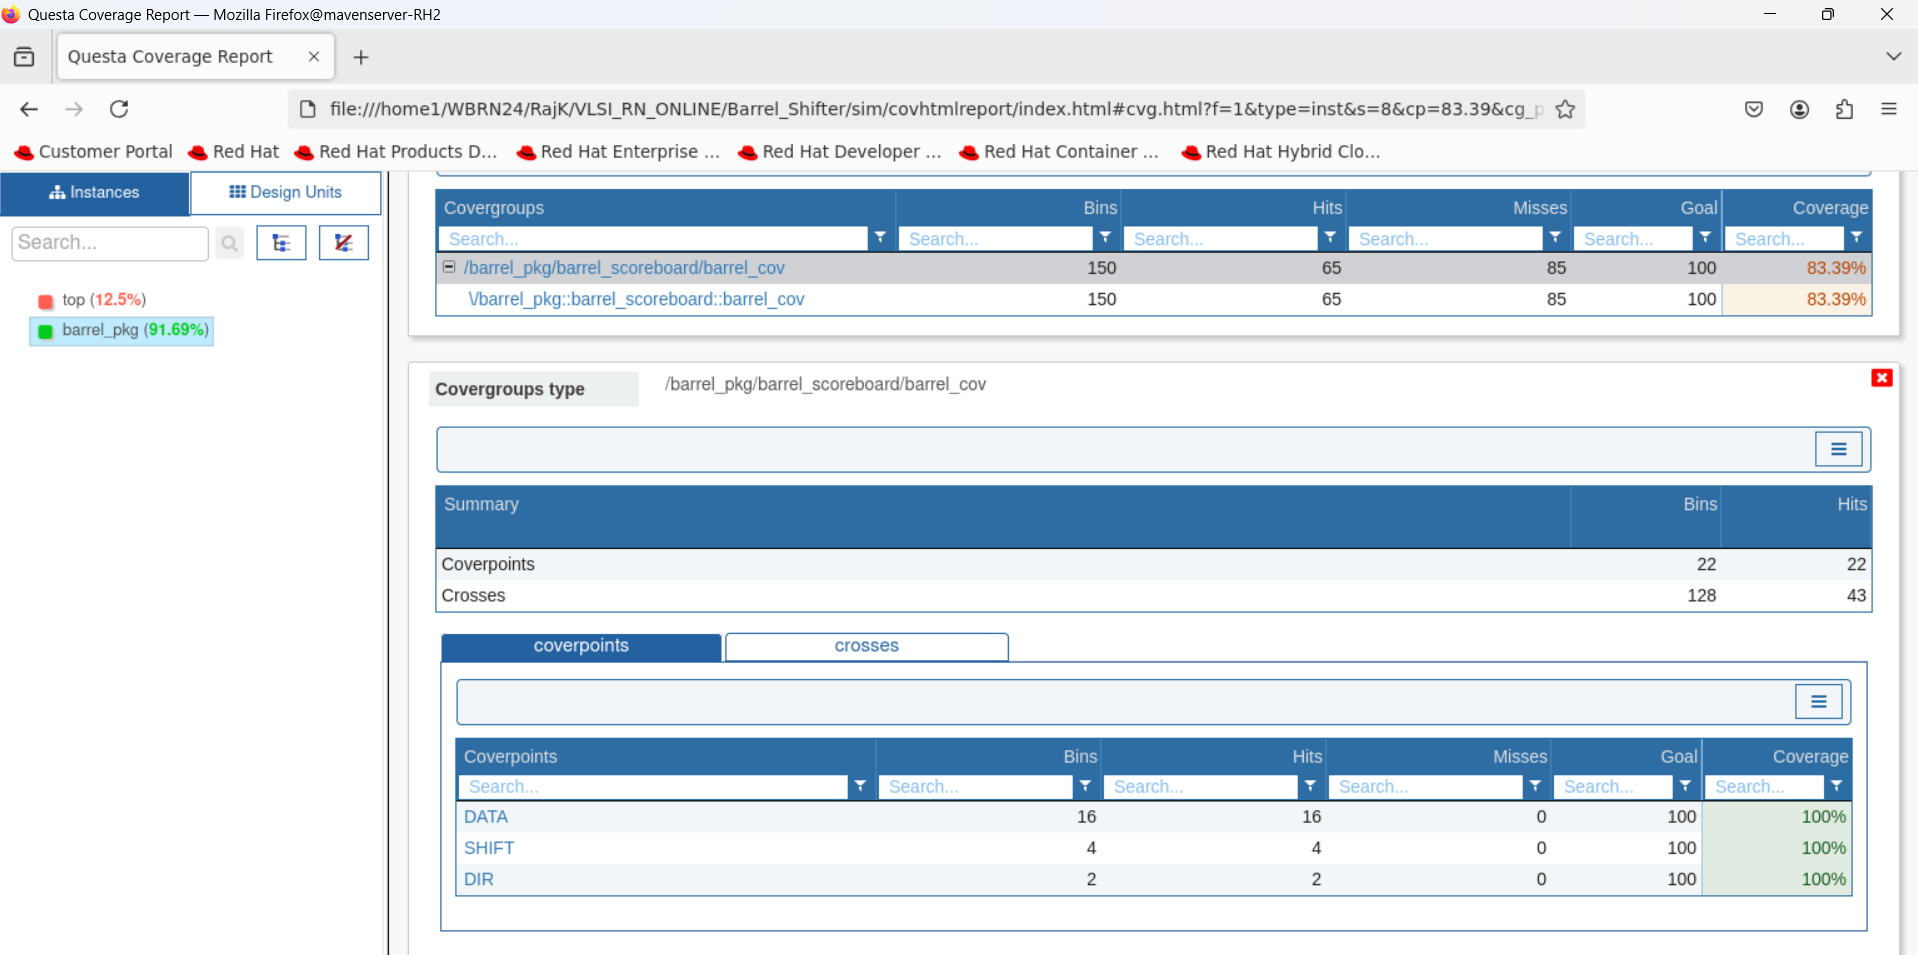 Questa Coverage Report — Mozilla Firefox@mavenserver-RH2
Questa Coverage Report
file:///home1/WBRN24/RajK/VLSI_RN_ONLINE/Barrel_Shifter/sim/covhtmlreport/index.html#cvg.html?f=1&type=inst&s=8&cp=83.39&cg_p
Customer Portal Red Hat Red Hat Products D... Red Hat Enterprise ... Red Hat Developer ... Red Hat Container ... Red Hat Hybrid Clo...
Instances Design Units
Search...
top (12.5%)
barrel_pkg (91.69%)
Covergroups Bins Hits Misses Goal Coverage
Search... Search... Search... Search... Search... Search...
/barrel_pkg/barrel_scoreboard/barrel_cov 150 65 85 100 83.39%
\/barrel_pkg::barrel_scoreboard::barrel_cov 150 65 85 100 83.39%
Covergroups type /barrel_pkg/barrel_scoreboard/barrel_cov
Summary Bins Hits
Coverpoints 22 22
Crosses 128 43
coverpoints crosses
Coverpoints Bins Hits Misses Goal Coverage
Search... Search... Search... Search... Search... Search...
DATA 16 16 0 100 100%
SHIFT 4 4 0 100 100%
DIR 2 2 0 100 100%